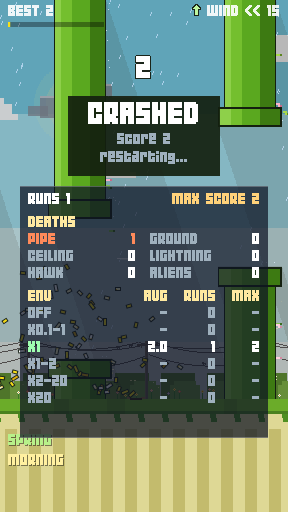 BEST 2
↑ WIND << 15
2
CRASHED
Score 2
restarting...
RUNS 1 MAX SCORE 2
DEATHS
PIPE 1 GROUND 0
CEILING 0 LIGHTNING 0
HAWK 0 ALIENS 0
ENV AVG RUNS MAX
OFF - 0 -
X0.1-1 - 0 -
X1 2.0 1 2
X1-2 - 0 -
X2-20 - 0 -
X20 - 0 -
SPRING
MORNING